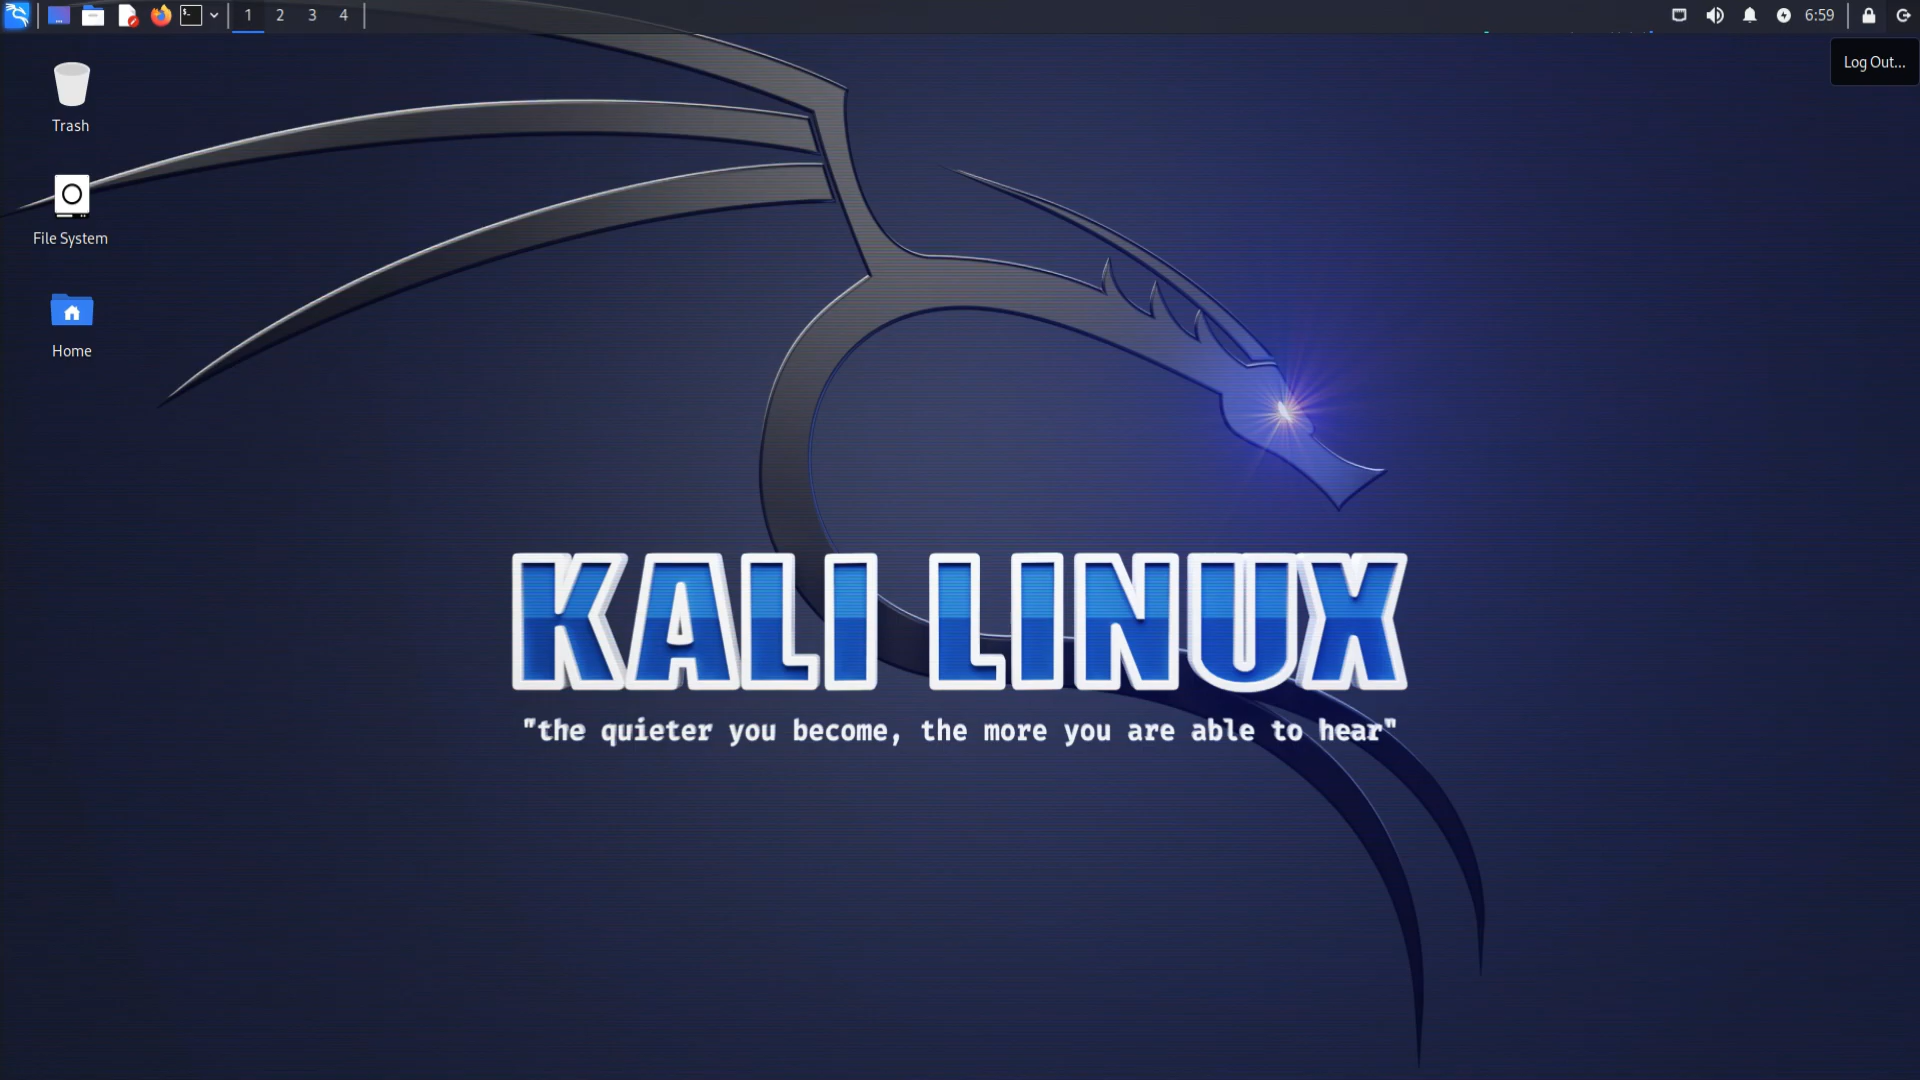 1 2 3 4 6:59
Log Out...
Trash
File System
Home
KALI LINUX
"the quieter you become, the more you are able to hear"